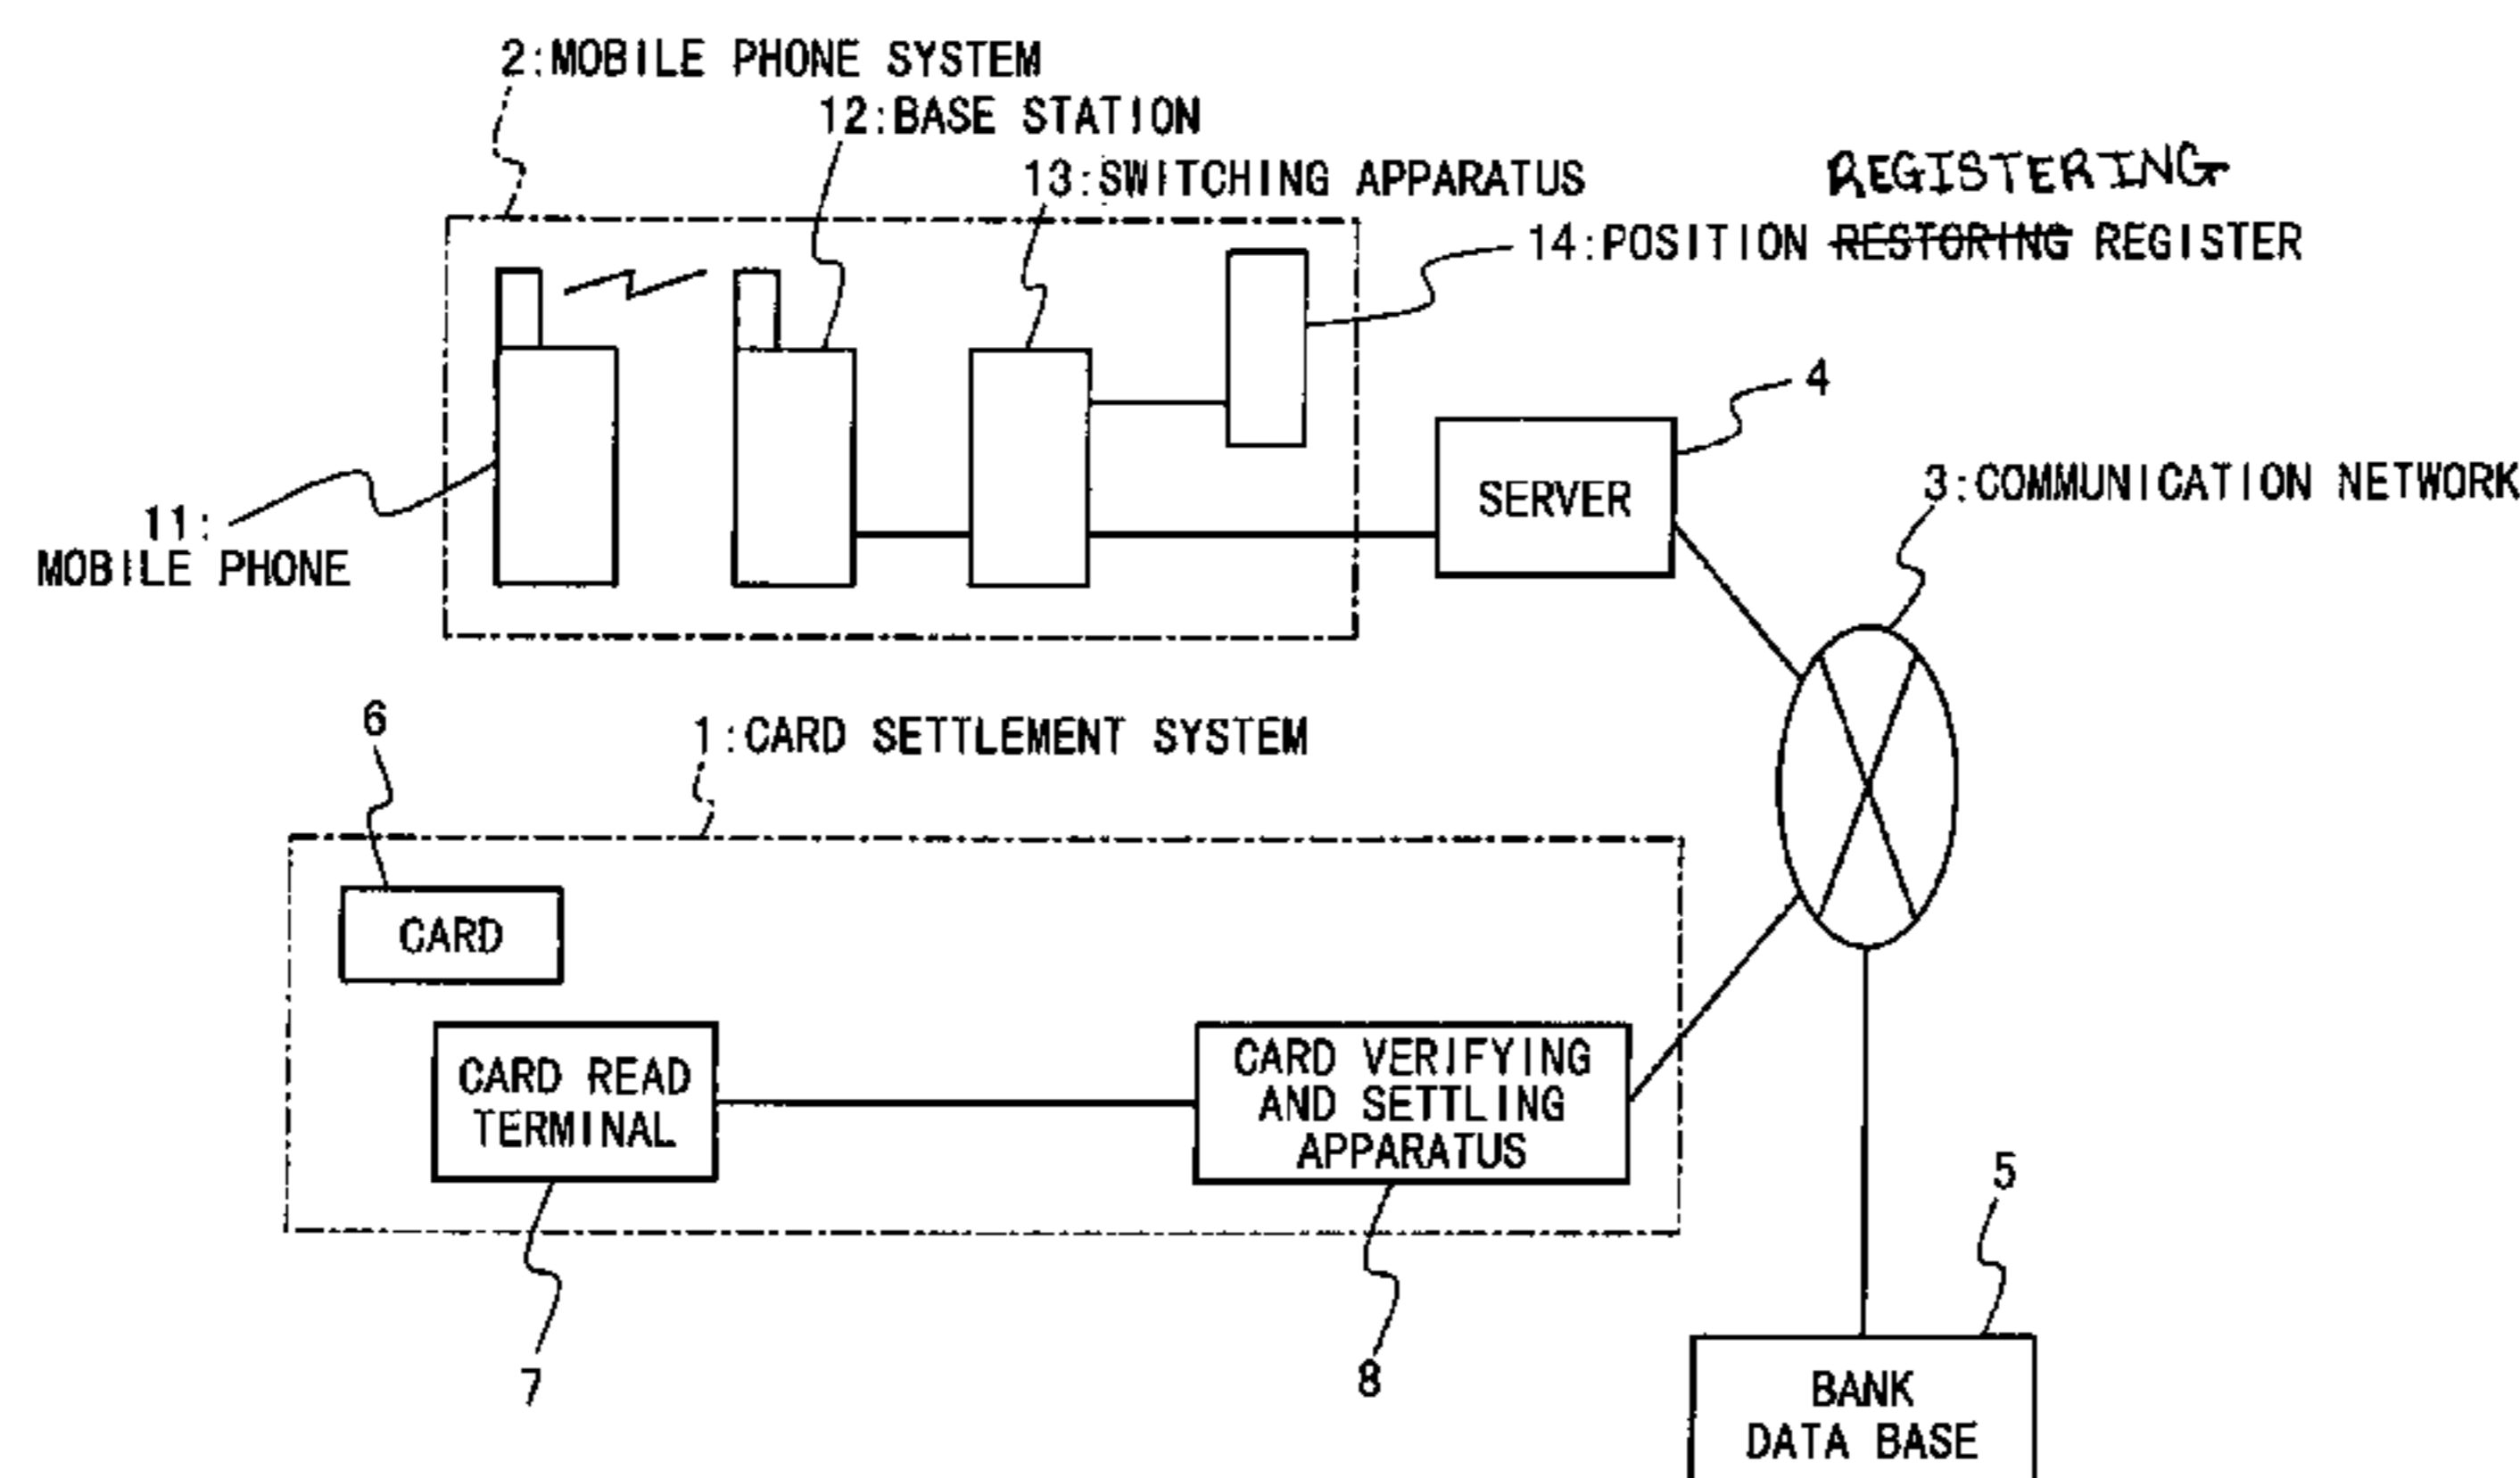 2:MOBILE PHONE SYSTEM
12:BASE STATION
13:SWITCHING APPARATUS
REGISTERING
14:POSITION RESTORING REGISTER
4
SERVER
3:COMMUNICATION NETWORK
11:
MOBILE PHONE
6
1:CARD SETTLEMENT SYSTEM
CARD
CARD READ
TERMINAL
CARD VERIFYING
AND SETTLING
APPARATUS
5
7
8
BANK
DATA BASE